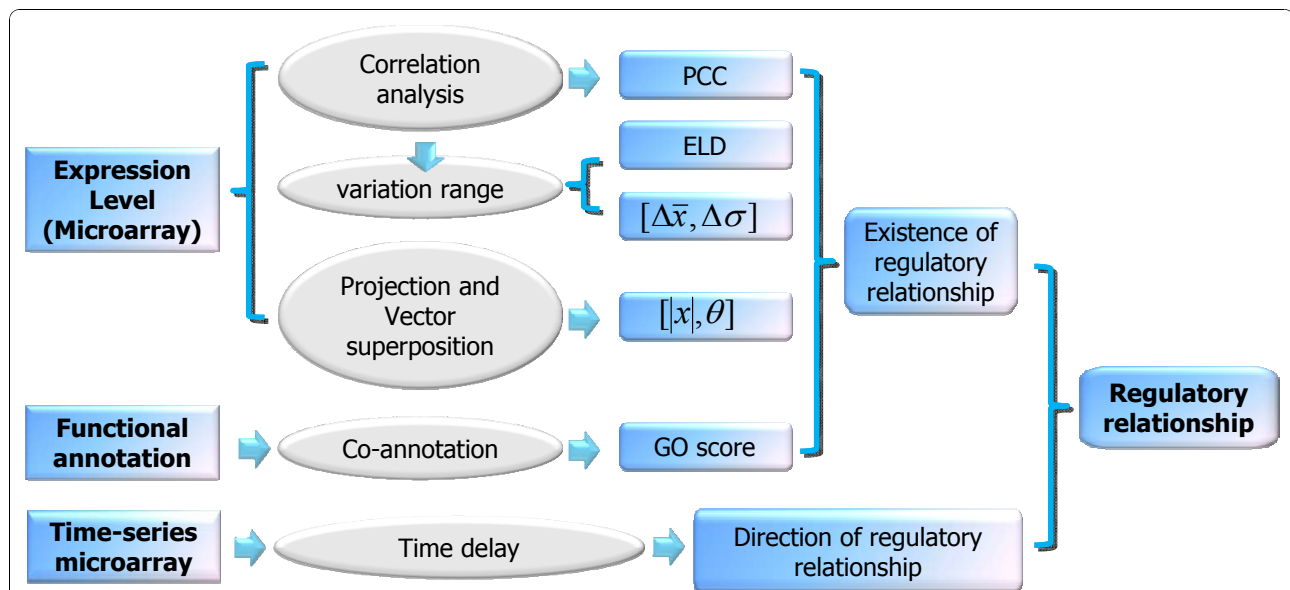 Correlation
analysis
PCC
Expression
Level
(Microarray)
variation range
ELD
[Δx̄, Δσ]
Projection and
Vector
superposition
[|x|, θ]
Existence of
regulatory
relationship
Functional
annotation
Co-annotation
GO score
Regulatory
relationship
Time-series
microarray
Time delay
Direction of regulatory
relationship